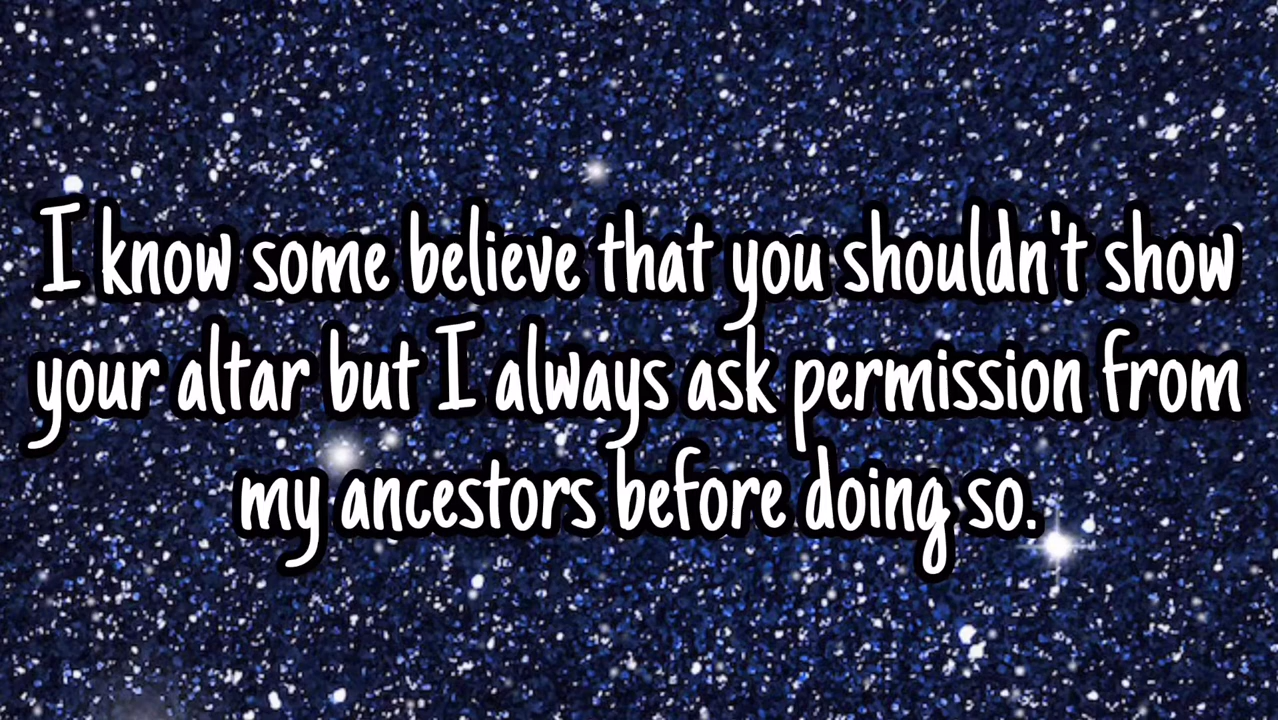 I know some believe that you shouldn't show
your altar but I always ask permission from
my ancestors before doing so.